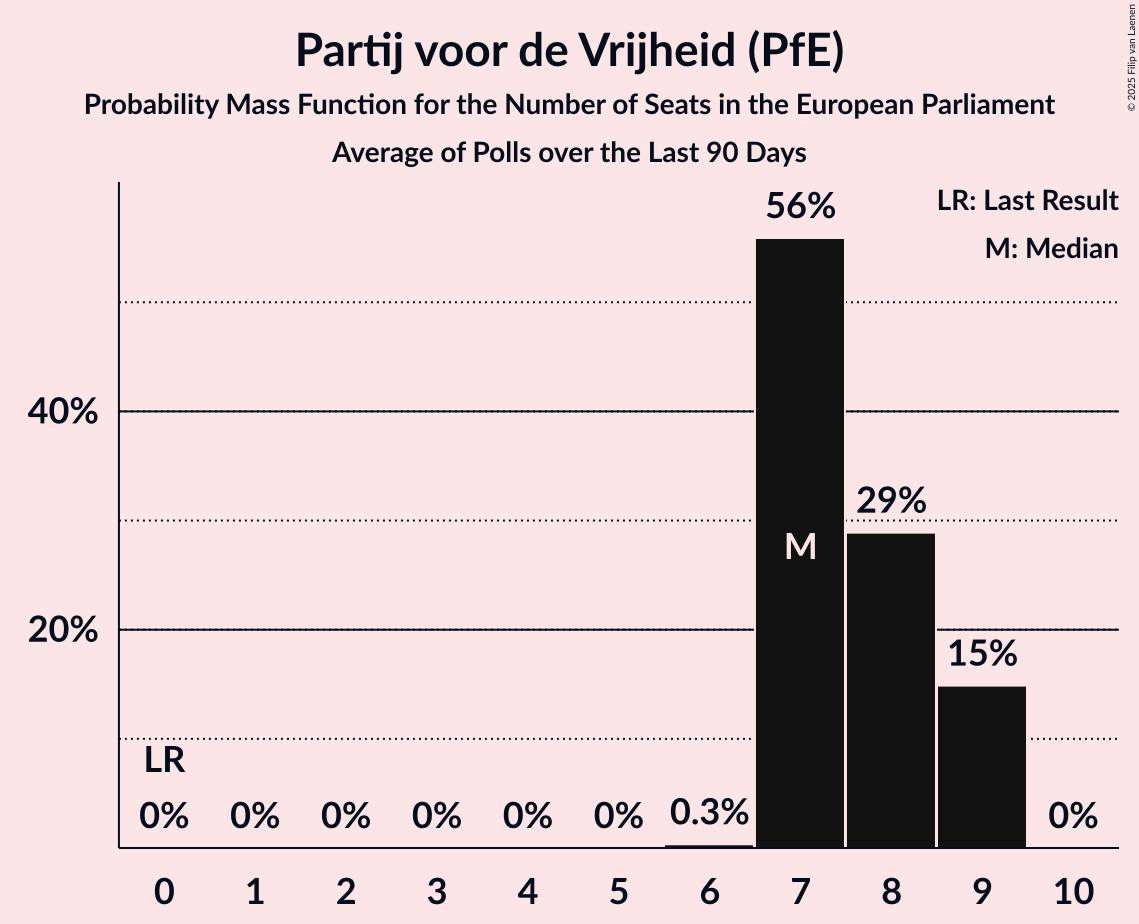 Partij voor de Vrijheid (PfE)
Probability Mass Function for the Number of Seats in the European Parliament
Average of Polls over the Last 90 Days
© 2025 Filip van Laenen
LR: Last Result
M: Median
56%
40%
29%
M
20%
15%
LR
0% 0% 0% 0% 0% 0% 0.3% 0%
0 1 2 3 4 5 6 7 8 9 10